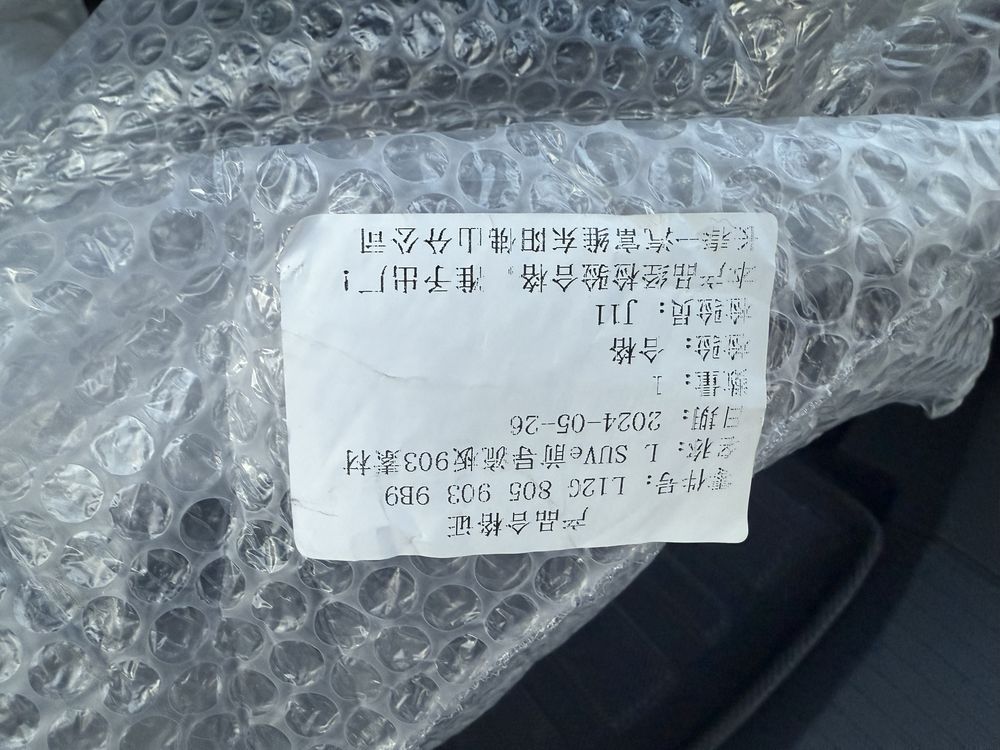 产品合格证
零件号: L12G 805 903 9B9
名称: L SUVe前导流板903素材
日期: 2024-05-26
数量: 1
检验: 合格
检验员: J11
本产品经检验合格，准予出厂！
长春一汽富维东阳佛山分公司